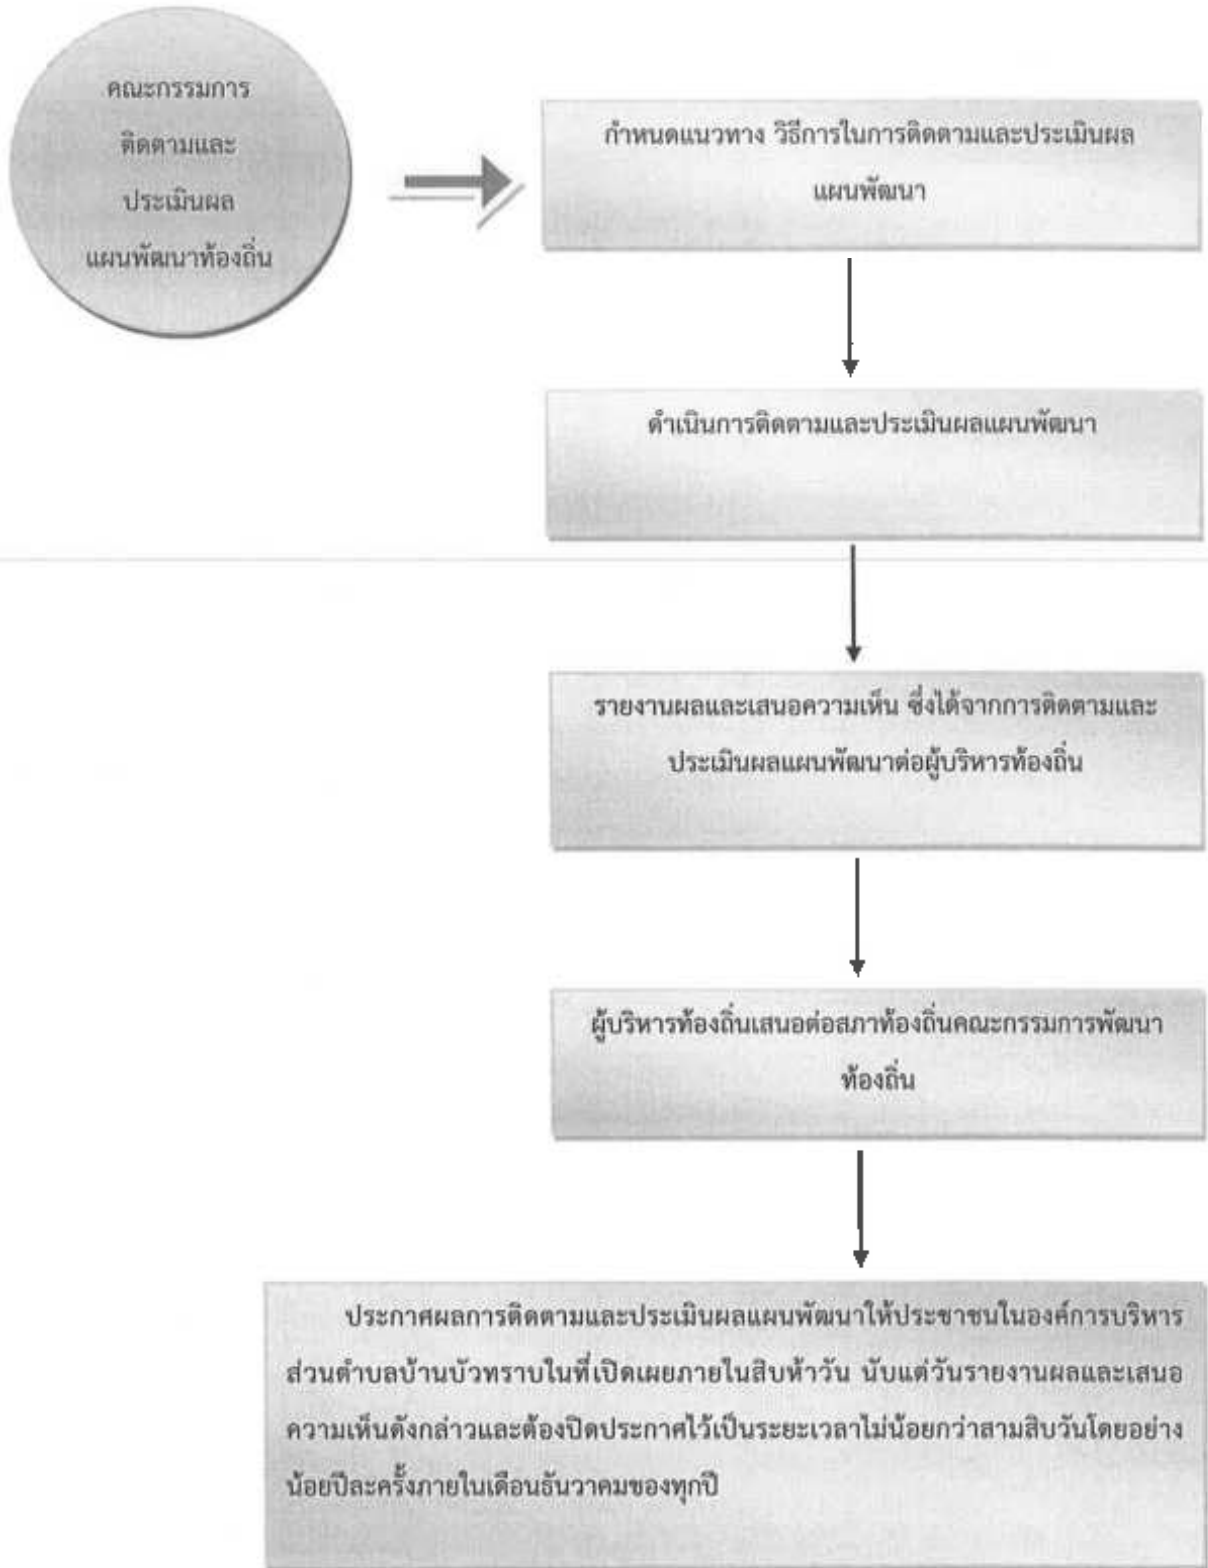 คณะกรรมการ
ติดตามและ
ประเมินผล
แผนพัฒนาท้องถิ่น
กำหนดแนวทาง วิธีการในการติดตามและประเมินผล
แผนพัฒนา
ดำเนินการติดตามและประเมินผลแผนพัฒนา
รายงานผลและเสนอความเห็น ซึ่งได้จากการติดตามและ
ประเมินผลแผนพัฒนาต่อผู้บริหารท้องถิ่น
ผู้บริหารท้องถิ่นเสนอต่อสภาท้องถิ่นคณะกรรมการพัฒนา
ท้องถิ่น
ประกาศผลการติดตามและประเมินผลแผนพัฒนาให้ประชาชนในองค์การบริหาร
ส่วนตำบลบ้านบัวทราบในที่เปิดเผยภายในสิบห้าวัน นับแต่วันรายงานผลและเสนอ
ความเห็นดังกล่าวและต้องปิดประกาศไว้เป็นระยะเวลาไม่น้อยกว่าสามสิบวันโดยอย่าง
น้อยปีละครั้งภายในเดือนธันวาคมของทุกปี